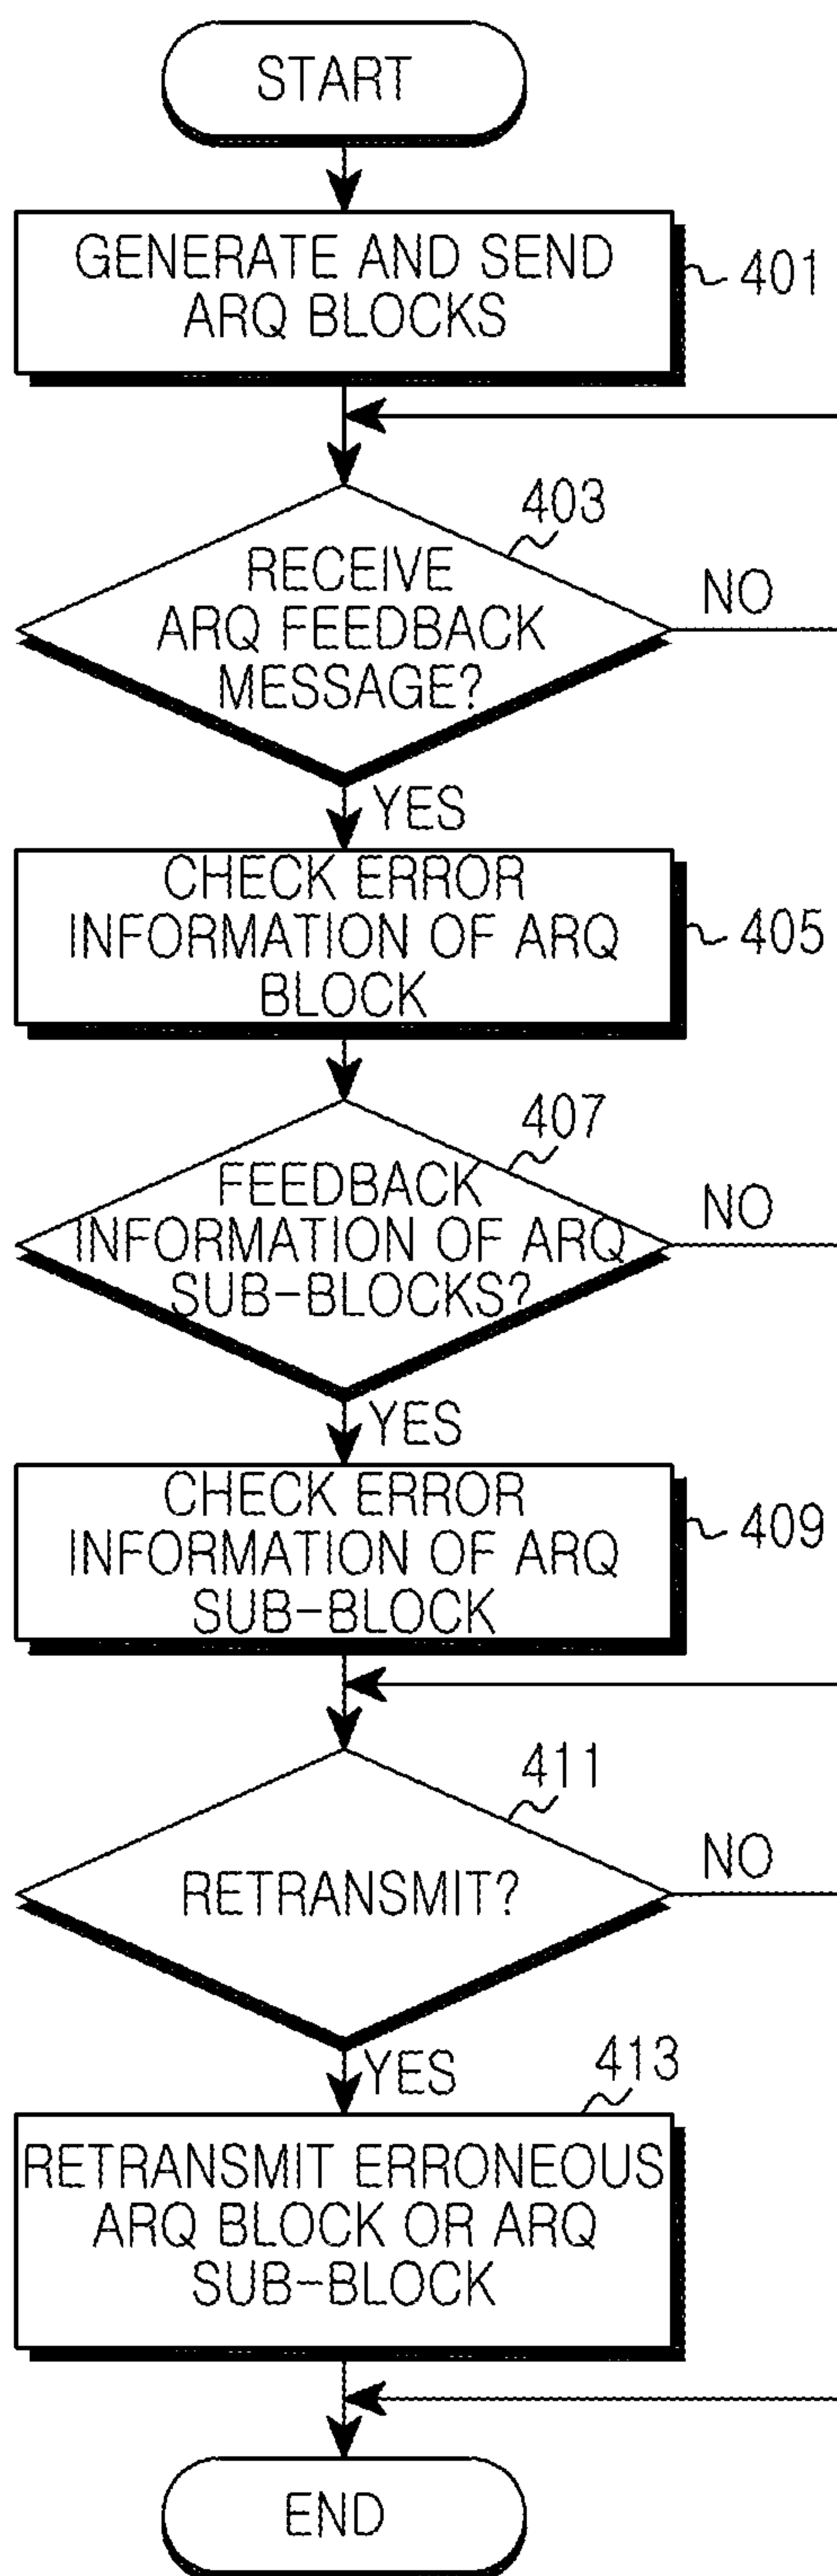 START
GENERATE AND SEND
ARQ BLOCKS
401
403
RECEIVE
ARQ FEEDBACK
MESSAGE?
NO
YES
CHECK ERROR
INFORMATION OF ARQ
BLOCK
405
407
FEEDBACK
INFORMATION OF ARQ
SUB-BLOCKS?
NO
YES
CHECK ERROR
INFORMATION OF ARQ
SUB-BLOCK
409
411
RETRANSMIT?
NO
YES
413
RETRANSMIT ERRONEOUS
ARQ BLOCK OR ARQ
SUB-BLOCK
END